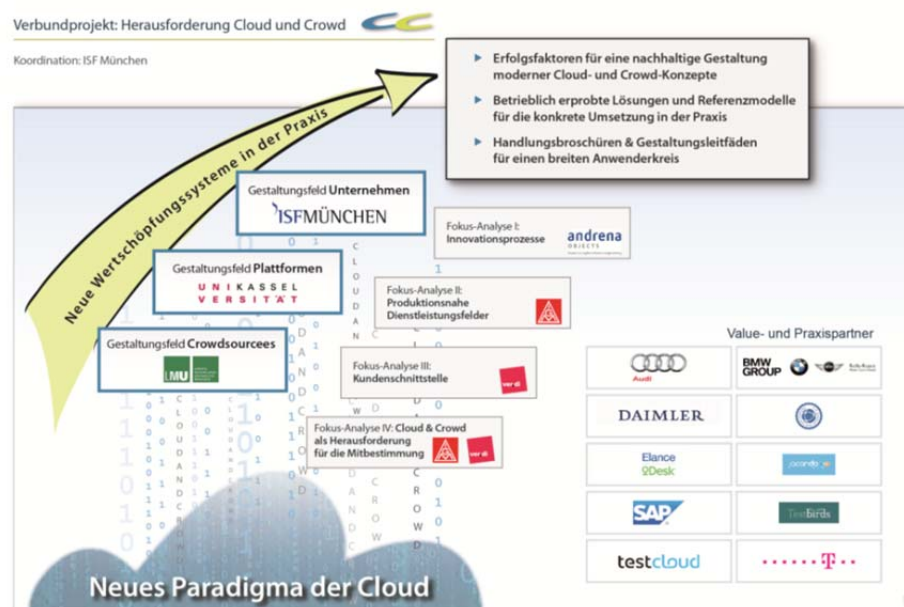 Verbundprojekt: Herausforderung Cloud und Crowd
Koordination: ISF München
Erfolgsfaktoren für eine nachhaltige Gestaltung
moderner Cloud- und Crowd-Konzepte
Betrieblich erprobte Lösungen und Referenzmodelle
für die konkrete Umsetzung in der Praxis
Handlungsbroschüren & Gestaltungsleitfäden
für einen breiten Anwenderkreis
Neue Wertschöpfungssysteme in der Praxis
Gestaltungsfeld Unternehmen
ISFMÜNCHEN
Gestaltungsfeld Plattformen
UNIKASSEL
VERSITÄT
Gestaltungsfeld Crowdsourcees
LMU
Fokus-Analyse I:
Innovationsprozesse
andrena
OBJECTS
Fokus-Analyse II:
Produktionsnahe
Dienstleistungsfelder
Fokus-Analyse III:
Kundenschnittstelle
ver.di
Fokus-Analyse IV: Cloud & Crowd
als Herausforderung
für die Mitbestimmung
ver.di
Value- und Praxispartner
Audi
BMW
GROUP
DAIMLER
Elance
oDesk
SAP
TestBirds
testcloud
T
Neues Paradigma der Cloud